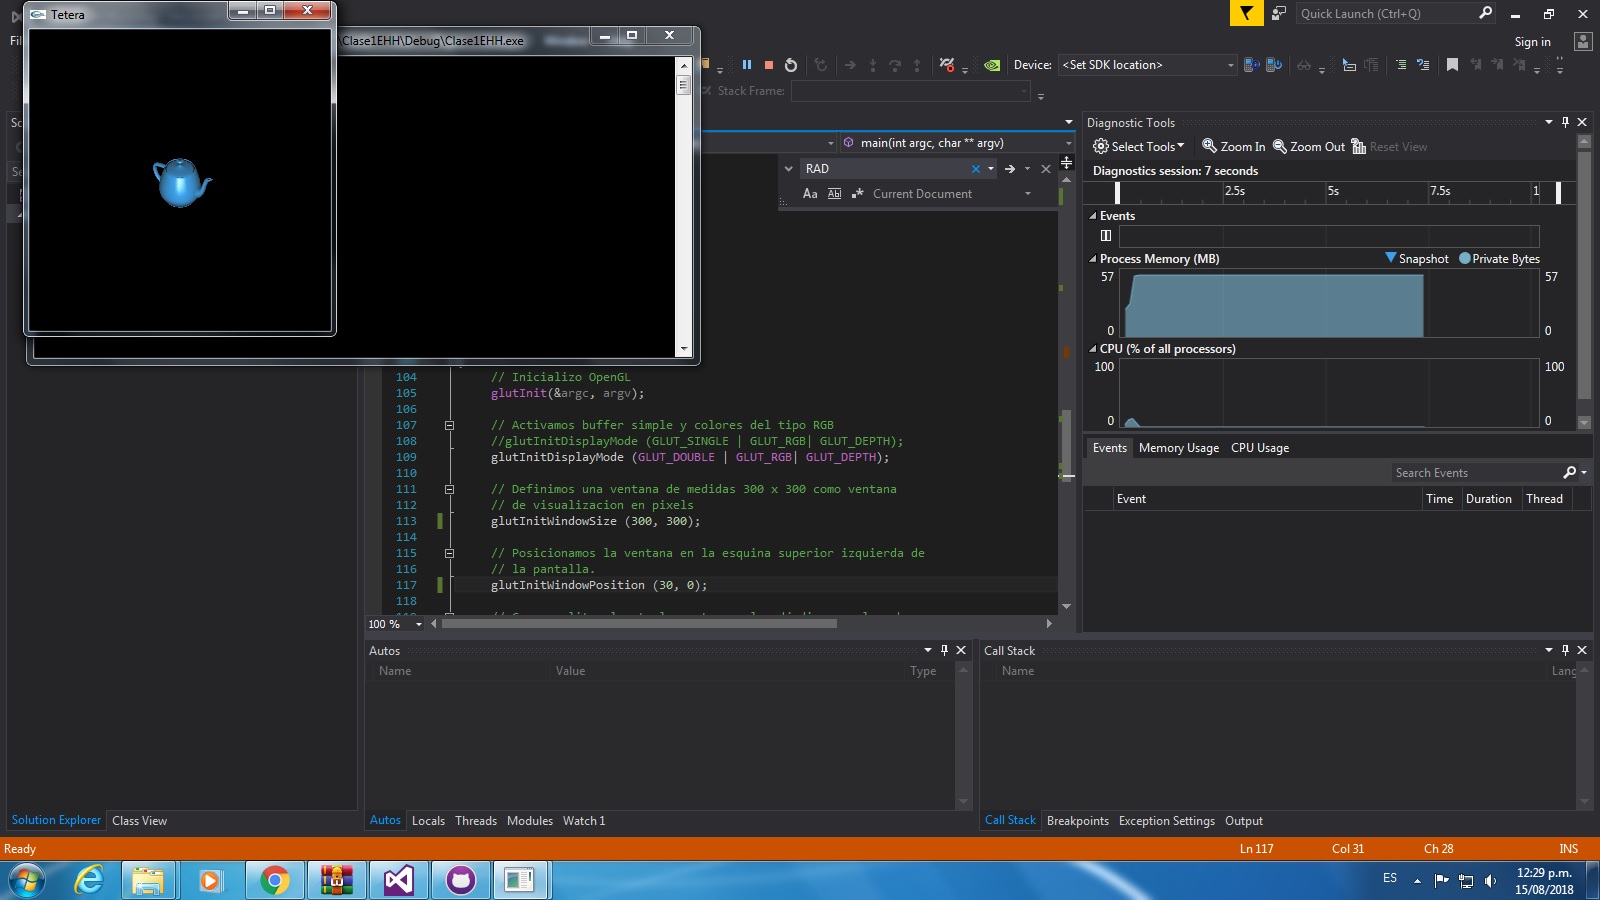 Tetera
\Clase1EHH\Debug\Clase1EHH.exe
Quick Launch (Ctrl+Q)
Sign in
Fil
Device: <Set SDK location>
Stack Frame:
main(int argc, char ** argv)
RAD
Aa Ab Current Document
Diagnostic Tools
Select Tools Zoom In Zoom Out Reset View
Diagnostics session: 7 seconds
2.5s 5s 7.5s 1
Events
Process Memory (MB) Snapshot Private Bytes
57 57
0 0
CPU (% of all processors)
100 100
0 0
Events Memory Usage CPU Usage
Search Events
Event Time Duration Thread
104 // Inicializo OpenGL
105 glutInit(&argc, argv);
106
107 // Activamos buffer simple y colores del tipo RGB
108 //glutInitDisplayMode (GLUT_SINGLE | GLUT_RGB| GLUT_DEPTH);
109 glutInitDisplayMode (GLUT_DOUBLE | GLUT_RGB| GLUT_DEPTH);
110
111 // Definimos una ventana de medidas 300 x 300 como ventana
112 // de visualizacion en pixels
113 glutInitWindowSize (300, 300);
114
115 // Posicionamos la ventana en la esquina superior izquierda de
116 // la pantalla.
117 glutInitWindowPosition (30, 0);
118
100 %
Autos
Name Value Type
Call Stack
Name Lang
Solution Explorer Class View
Autos Locals Threads Modules Watch 1
Call Stack Breakpoints Exception Settings Output
Ready Ln 117 Col 31 Ch 28 INS
ES
12:29 p.m.
15/08/2018